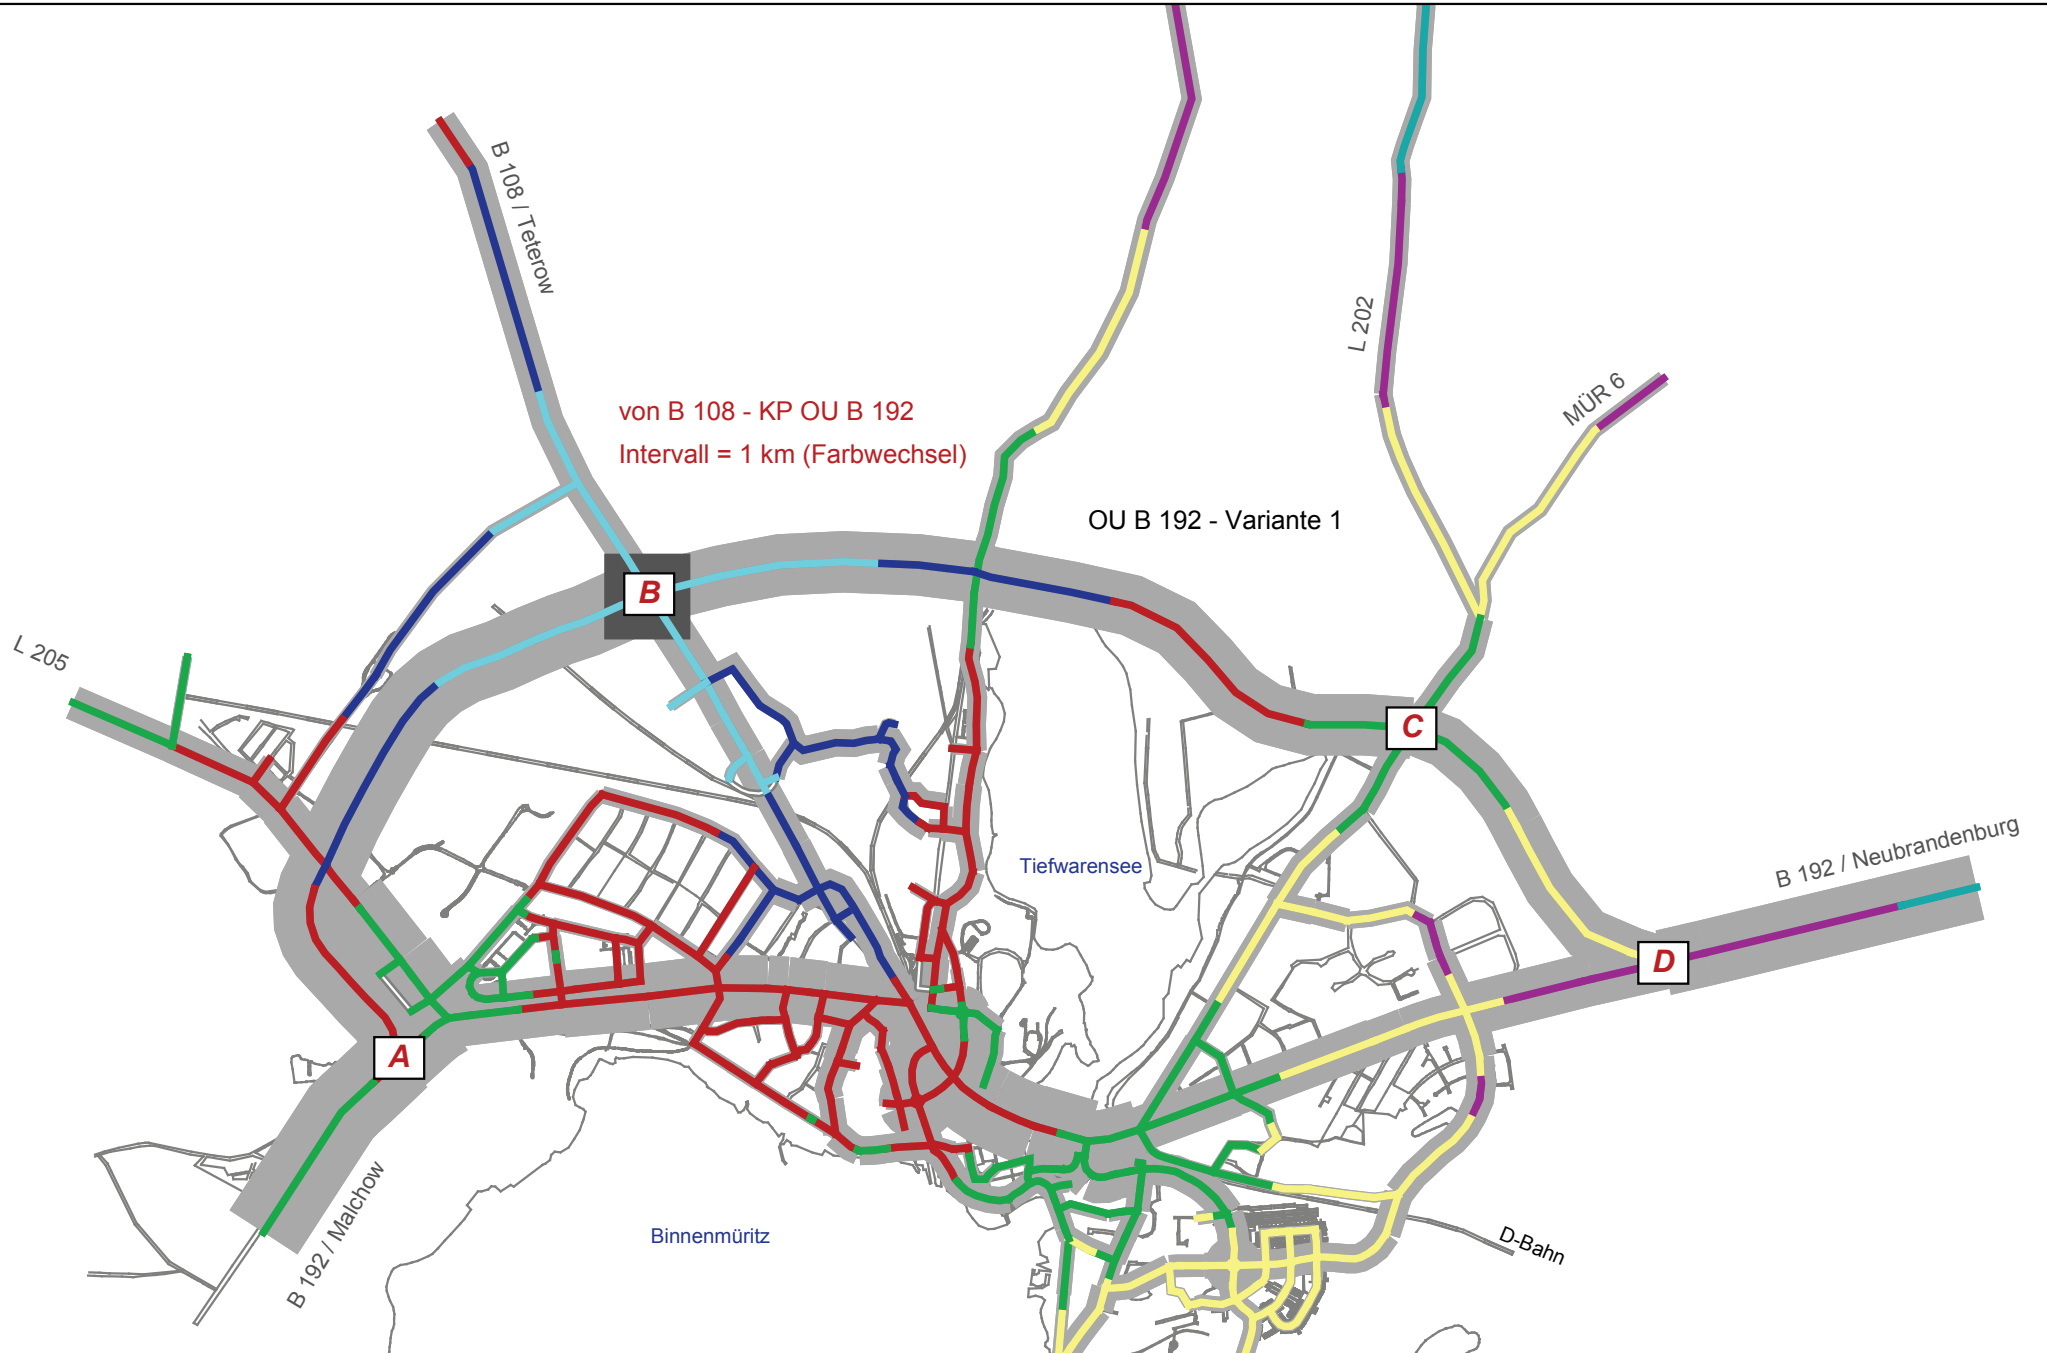 B 108 / Teterow
L 202
MÜR 6
von B 108 - KP OU B 192
Intervall = 1 km (Farbwechsel)
OU B 192 - Variante 1
B
L 205
C
Tiefwarensee
B 192 / Neubrandenburg
D
A
B 192 / Malchow
Binnenmüritz
D-Bahn